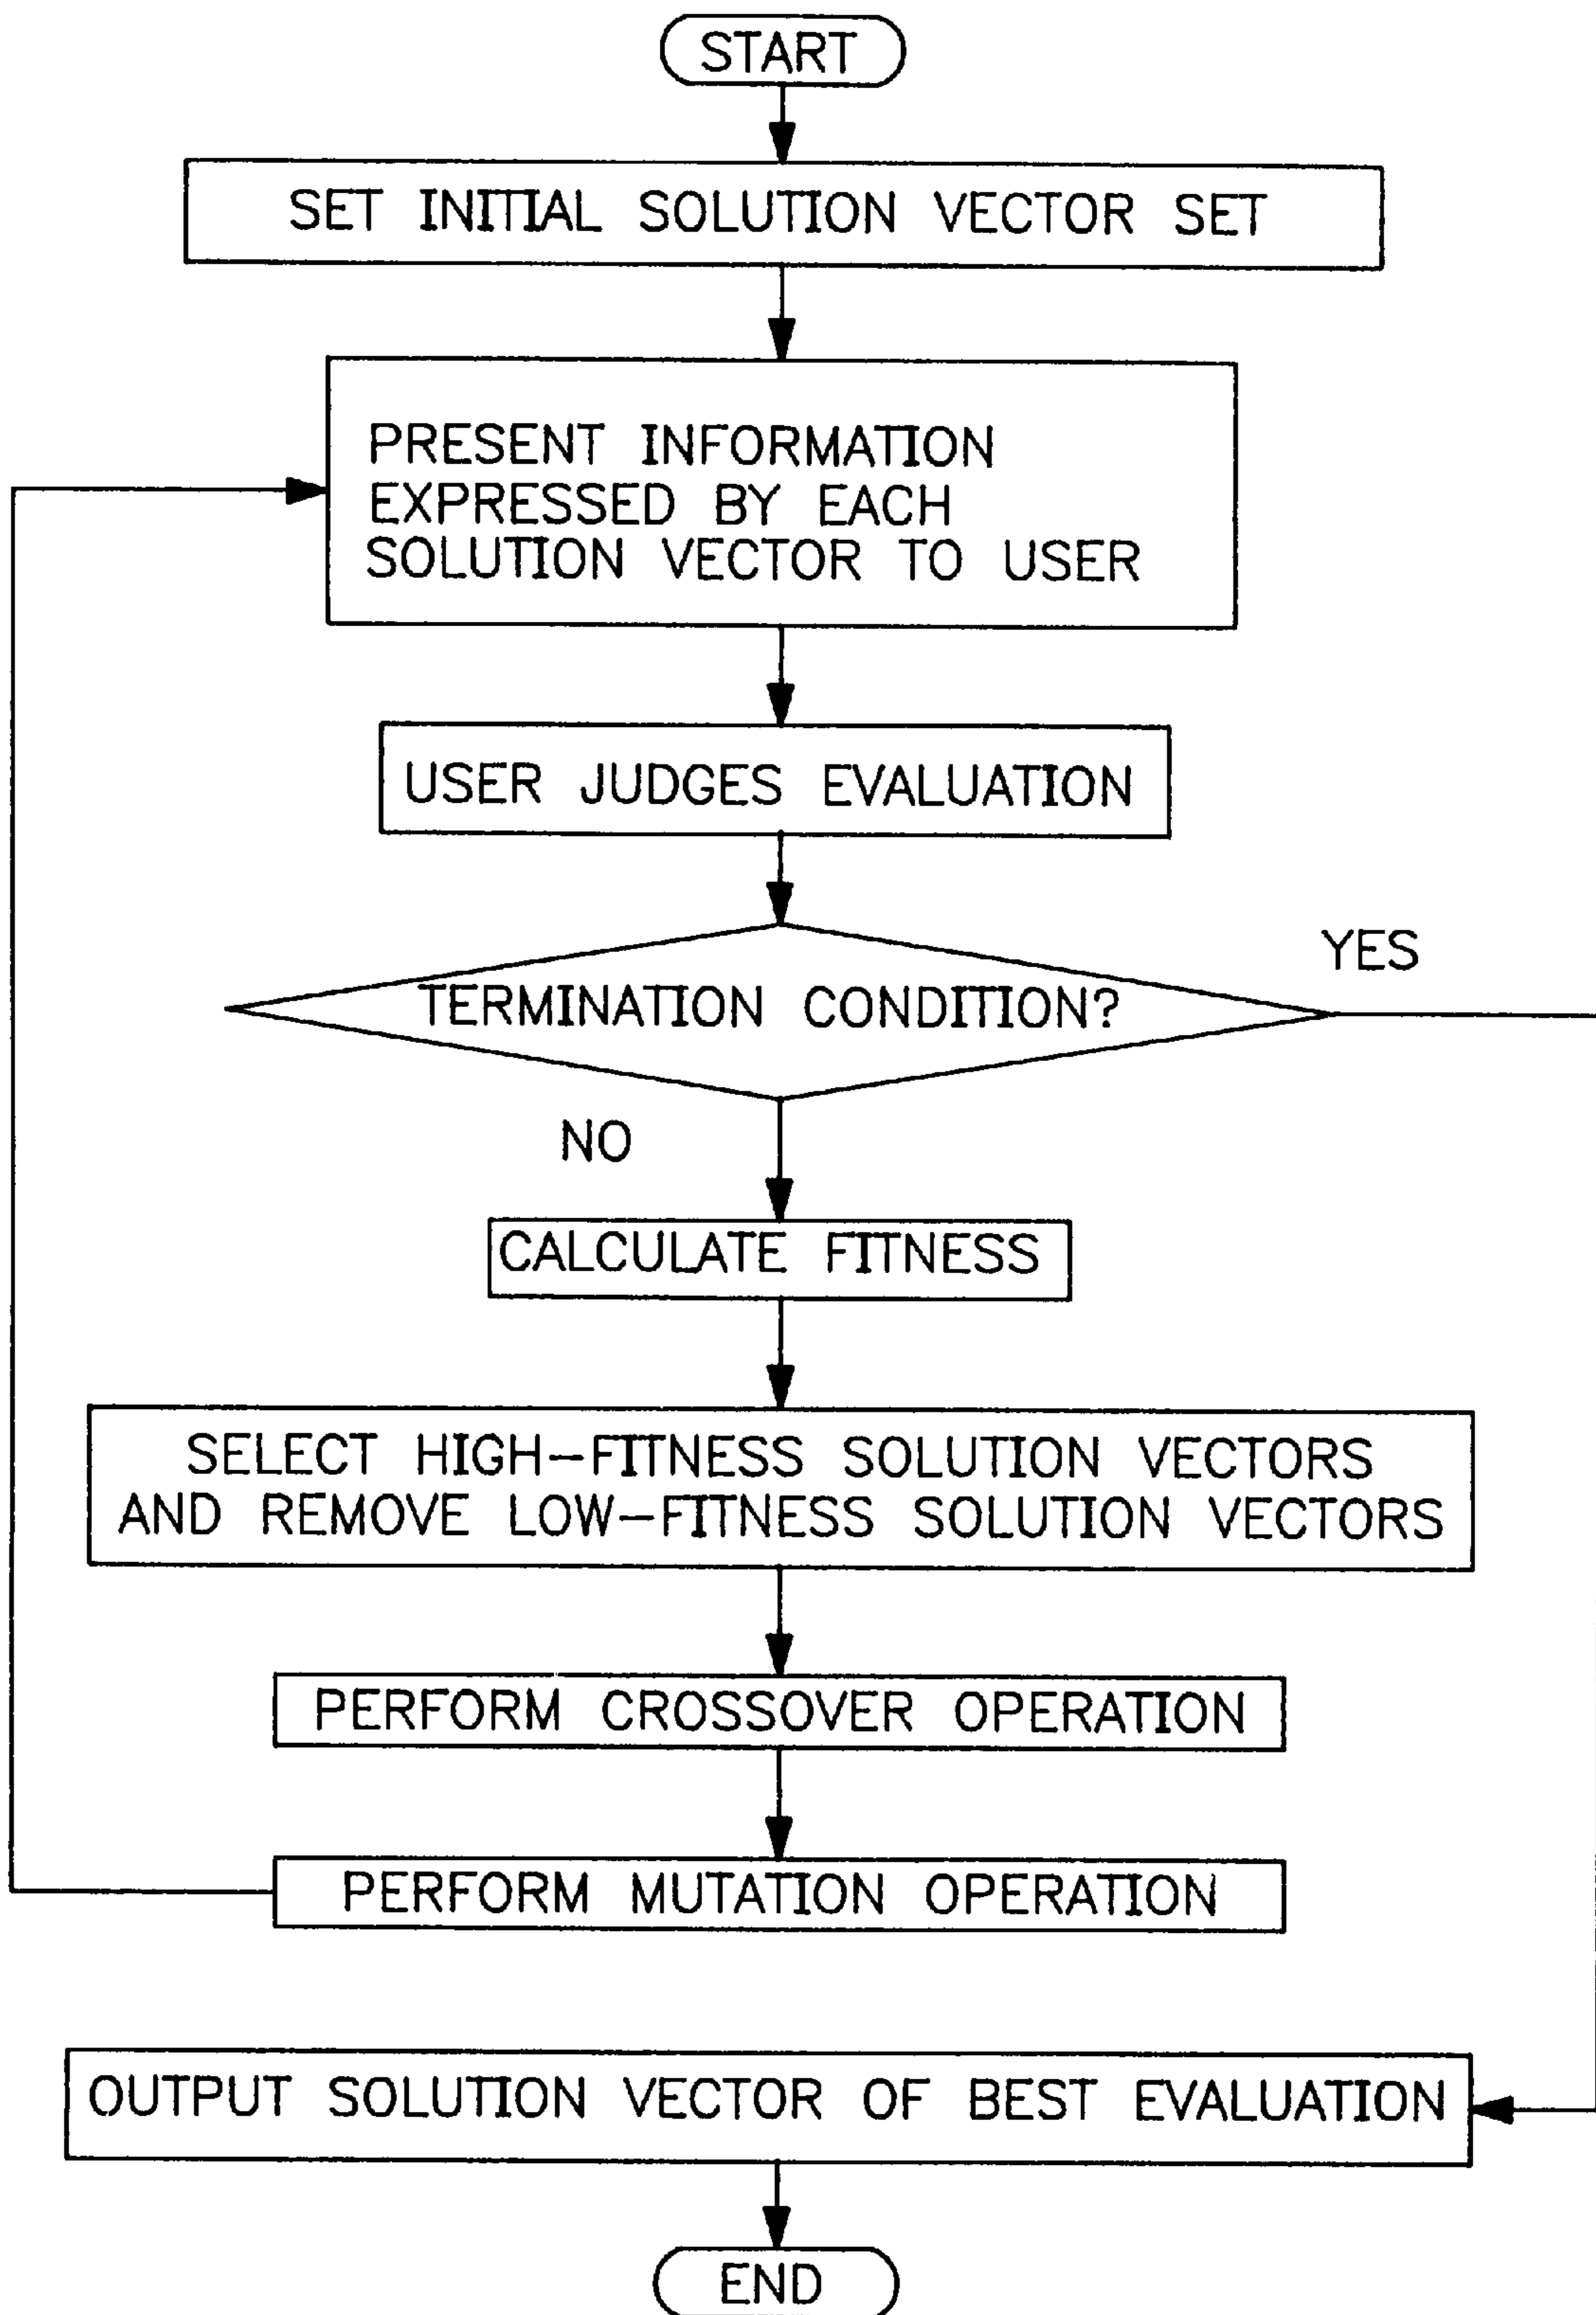 START
SET INITIAL SOLUTION VECTOR SET
PRESENT INFORMATION
EXPRESSED BY EACH
SOLUTION VECTOR TO USER
USER JUDGES EVALUATION
YES
TERMINATION CONDITION?
NO
CALCULATE FITNESS
SELECT HIGH-FITNESS SOLUTION VECTORS
AND REMOVE LOW-FITNESS SOLUTION VECTORS
PERFORM CROSSOVER OPERATION
PERFORM MUTATION OPERATION
OUTPUT SOLUTION VECTOR OF BEST EVALUATION
END